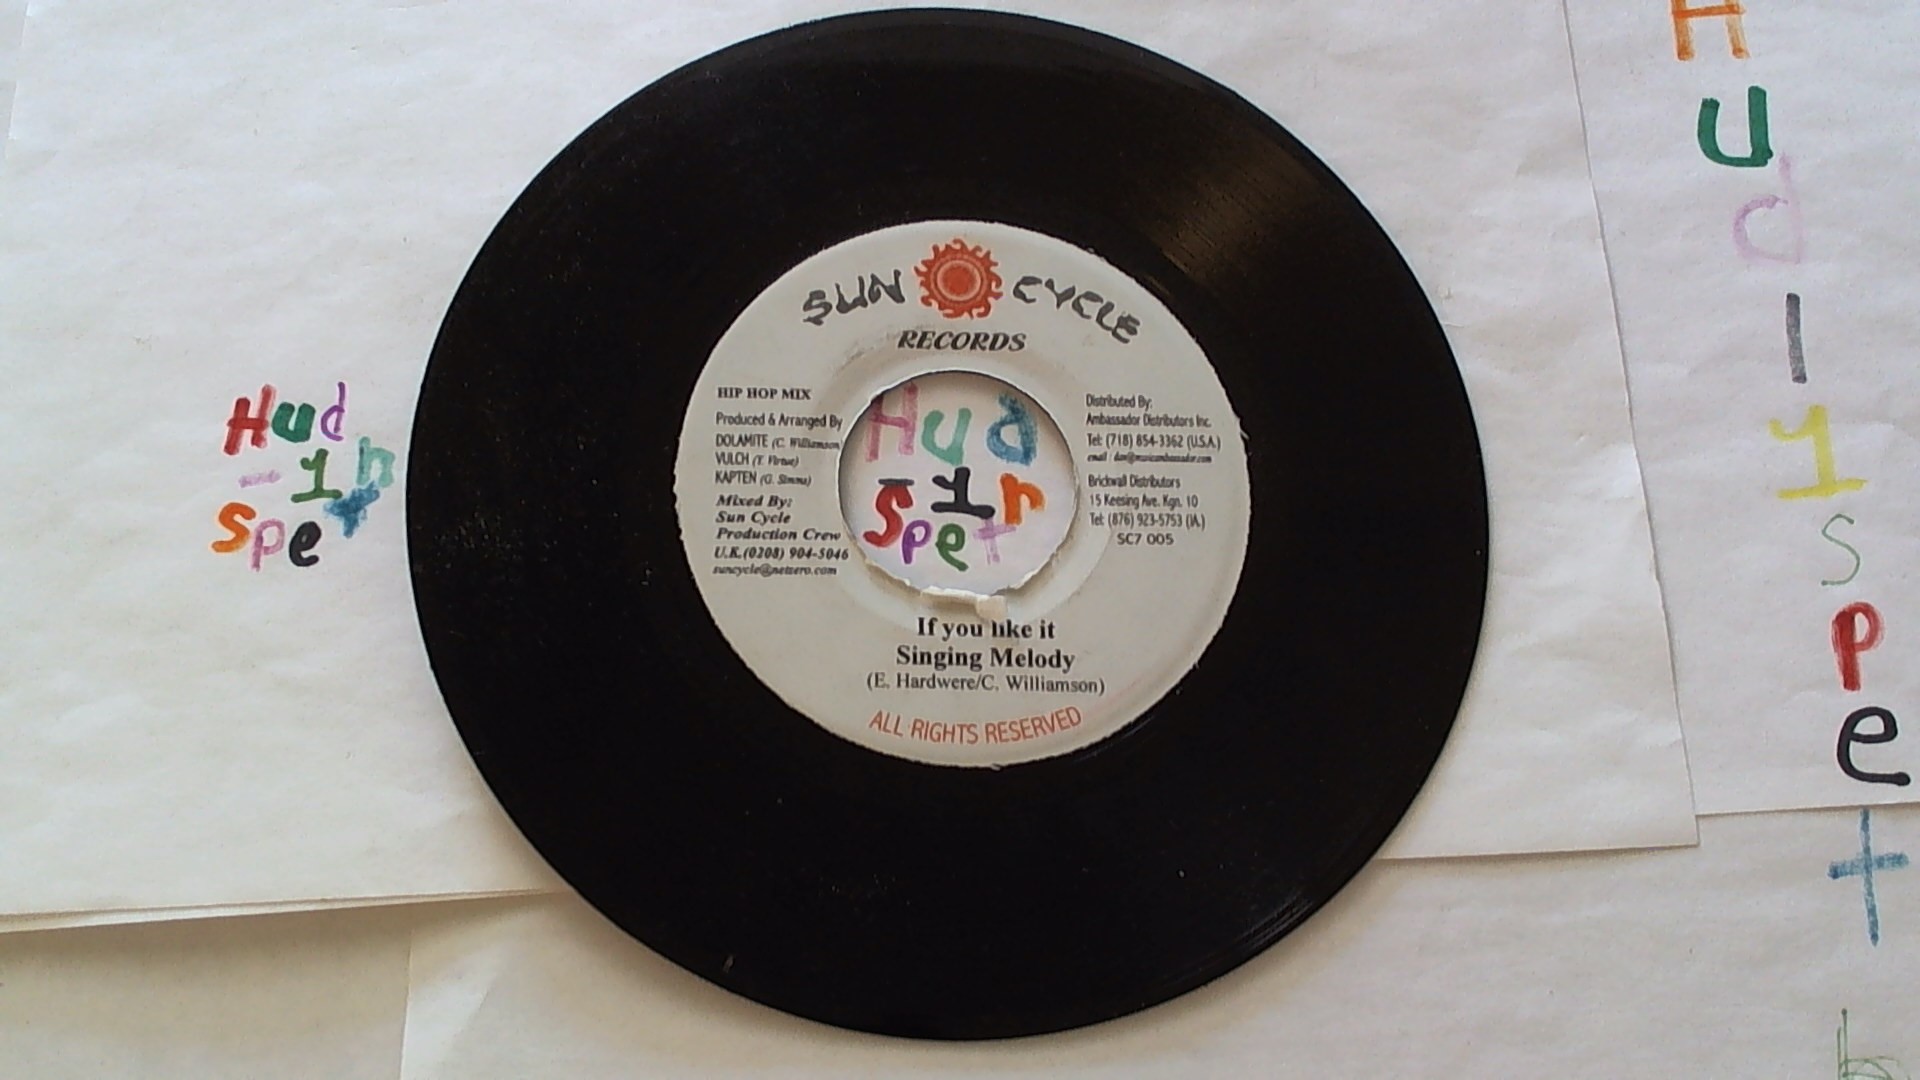 SUN CYCLE
RECORDS
HIP HOP MIX
Produced & Arranged By
DOLAMITE (C. Williamson)
VULCH (T. Virtue)
KAPTEN (G. Simms)
Mixed By:
Sun Cycle
Production Crew
U.K.(0208) 904-5046
suncycle@netzero.com
Distributed By:
Ambassador Distributors Inc.
Tel: (718) 854-3362 (U.S.A.)
Brickwall Distributors
15 Keesing Ave. Kgn. 10
Tel: (876) 923-5753 (JA.)
SC7 005
If you like it
Singing Melody
(E. Hardwere/C. Williamson)
ALL RIGHTS RESERVED
Hud
-1n
spet
Hud
-1n
spet
H
u
d
1
s
p
e
t